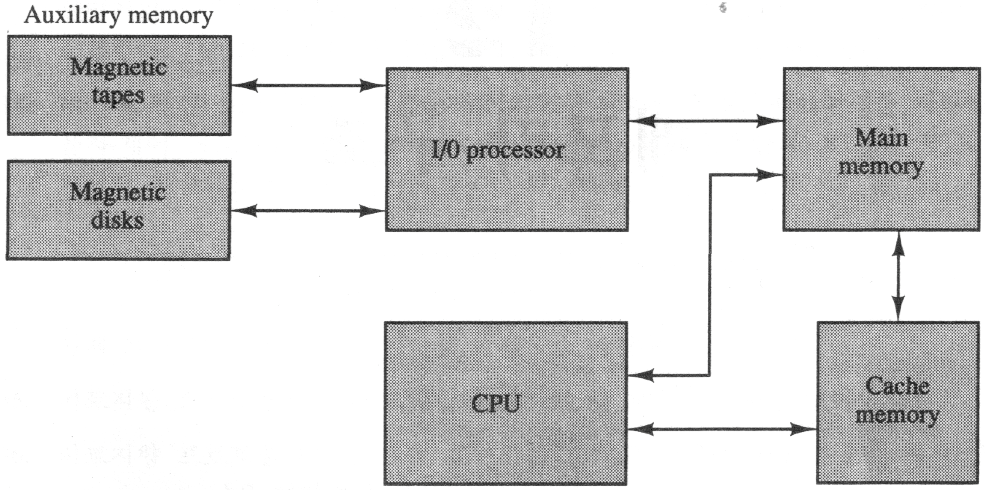 Auxiliary memory
Magnetic
tapes
Magnetic
disks
I/0 processor
Main
memory
CPU
Cache
memory